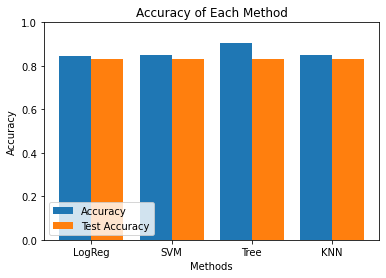 Accuracy of Each Method
Accuracy
1.0
0.8
0.6
0.4
0.2
0.0
Accuracy
Test Accuracy
LogReg SVM Tree KNN
Methods